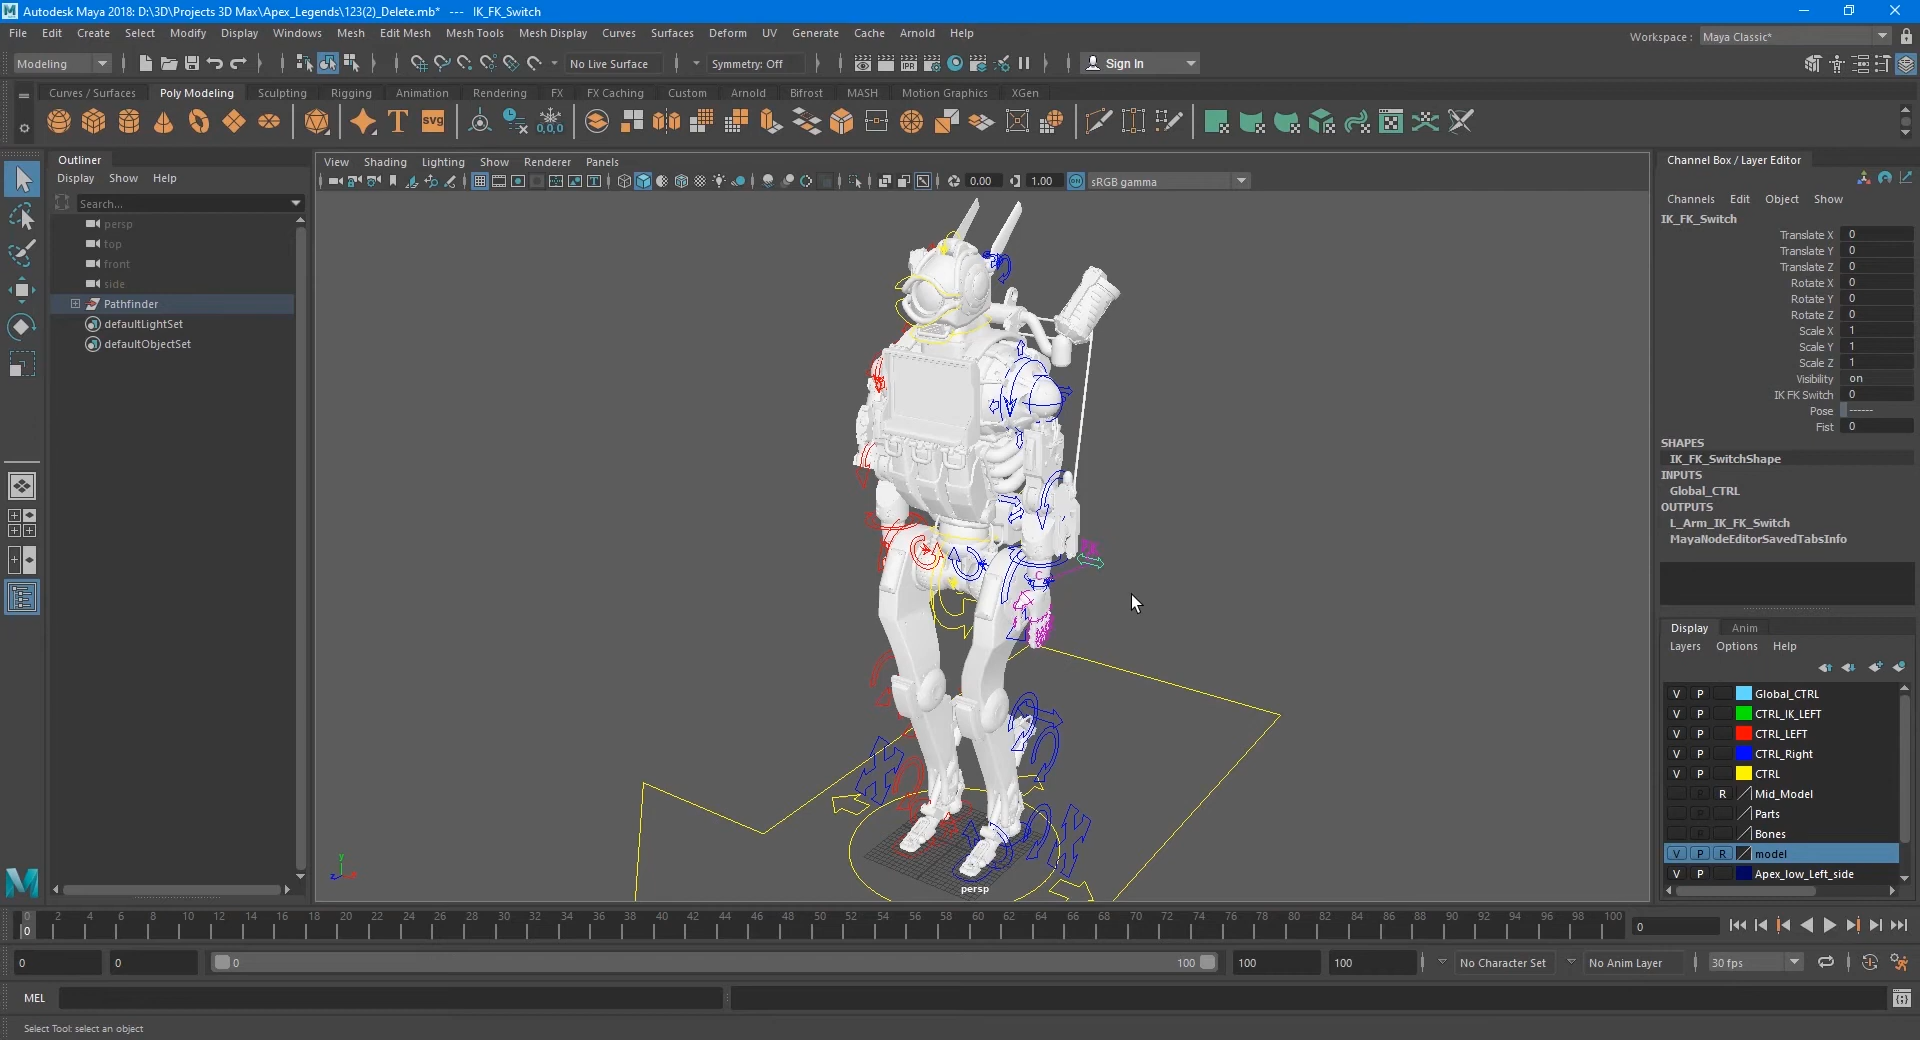 Autodesk Maya 2018: D:\3D\Projects 3D Max\Apex_Legends\123(2)_Delete.mb*   ---   IK_FK_Switch
File Edit Create Select Modify Display Windows Mesh Edit Mesh Mesh Tools Mesh Display Curves Surfaces Deform UV Generate Cache Arnold Help
Workspace : Maya Classic*
Modeling No Live Surface Symmetry: Off Sign In
Curves / Surfaces Poly Modeling Sculpting Rigging Animation Rendering FX FX Caching Custom Arnold Bifrost MASH Motion Graphics XGen
T svg 0,0,0
Outliner
Display Show Help
Search...
persp
top
front
side
Pathfinder
defaultLightSet
defaultObjectSet
View Shading Lighting Show Renderer Panels
0.00 1.00 sRGB gamma
persp
Channel Box / Layer Editor
Channels Edit Object Show
IK_FK_Switch
Translate X 0
Translate Y 0
Translate Z 0
Rotate X 0
Rotate Y 0
Rotate Z 0
Scale X 1
Scale Y 1
Scale Z 1
Visibility on
IK FK Switch 0
Pose ------
Fist 0
SHAPES
IK_FK_SwitchShape
INPUTS
Global_CTRL
OUTPUTS
L_Arm_IK_FK_Switch
MayaNodeEditorSavedTabsInfo
Display Anim
Layers Options Help
V P Global_CTRL
V P CTRL_IK_LEFT
V P CTRL_LEFT
V P CTRL_Right
V P CTRL
R Mid_Model
Parts
Bones
V P R model
V P Apex_low_Left_side
0 2 4 6 8 10 12 14 16 18 20 22 24 26 28 30 32 34 36 38 40 42 44 46 48 50 52 54 56 58 60 62 64 66 68 70 72 74 76 78 80 82 84 86 88 90 92 94 96 98 100
0 0
0 0 0 100 100 100 No Character Set No Anim Layer 30 fps
MEL
Select Tool: select an object